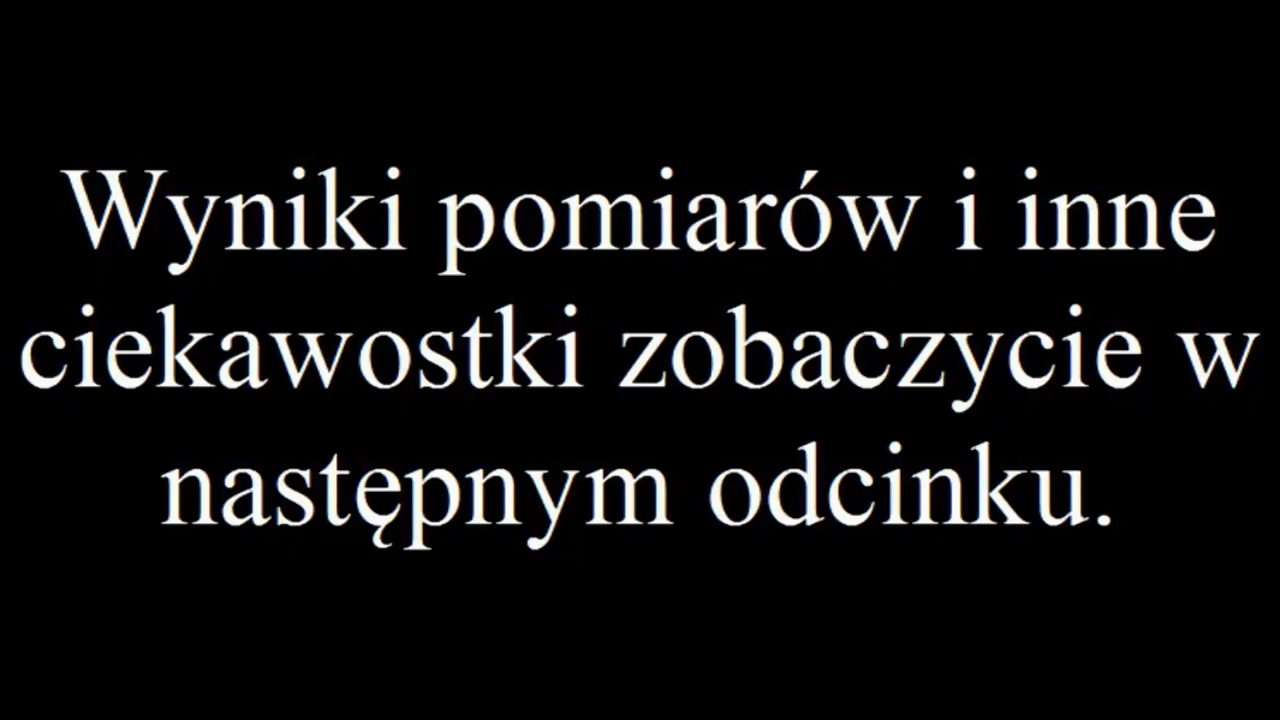 Wyniki pomiarów i inne
ciekawostki zobaczycie w
następnym odcinku.